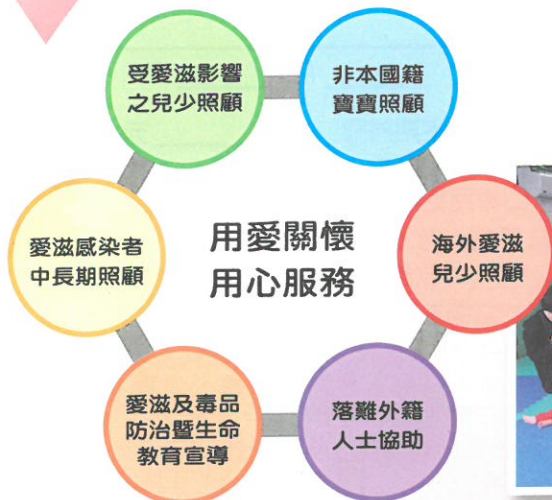 受愛滋影響
之兒少照顧
非本國籍
寶寶照顧
愛滋感染者
中長期照顧
用愛關懷
用心服務
海外愛滋
兒少照顧
愛滋及毒品
防治暨生命
教育宣導
落難外籍
人士協助